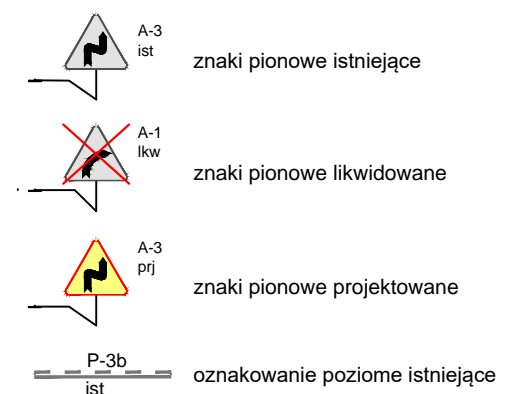 A-3
ist
znaki pionowe istniejące
A-1
lkw
znaki pionowe likwidowane
A-3
prj
znaki pionowe projektowane
P-3b
ist
oznakowanie poziome istniejące